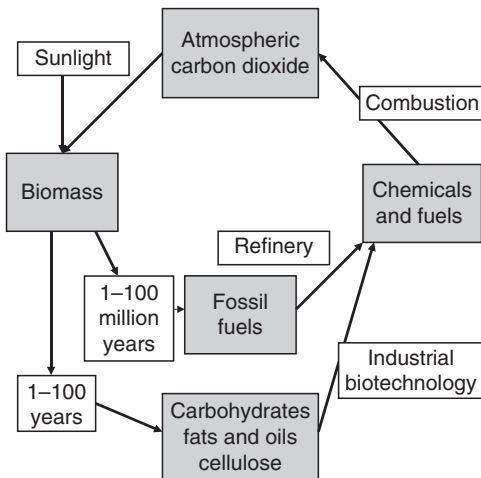 Atmospheric
carbon dioxide
Sunlight
Combustion
Biomass
Chemicals
and fuels
Refinery
1–100
million
years
Fossil
fuels
Industrial
biotechnology
1–100
years
Carbohydrates
fats and oils
cellulose